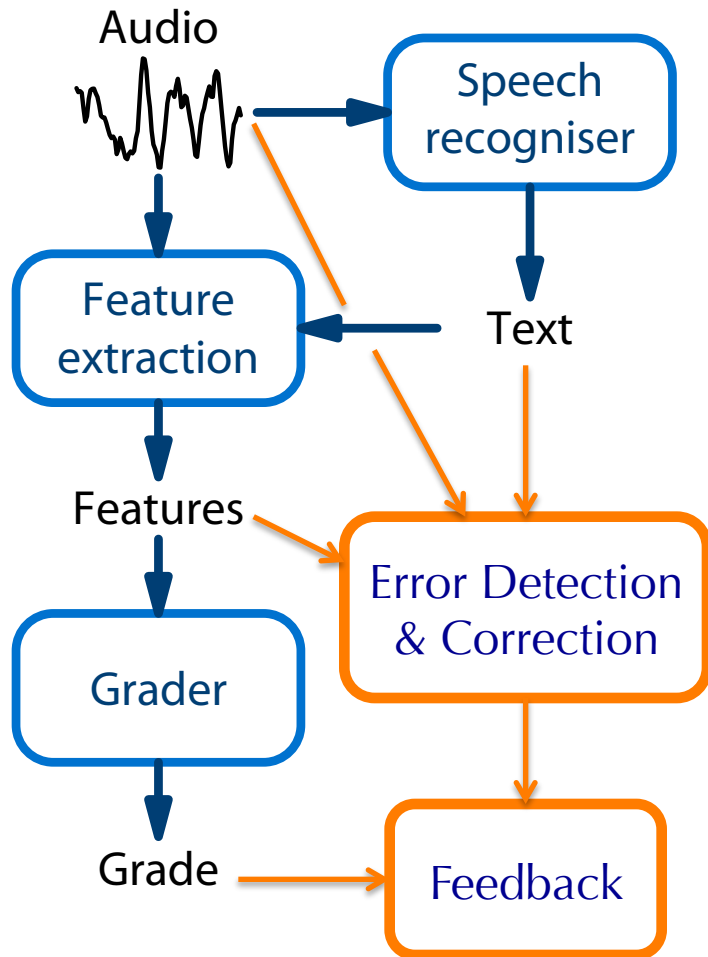 Audio
Speech
recogniser
Feature
extraction
Text
Features
Error Detection
& Correction
Grader
Grade
Feedback